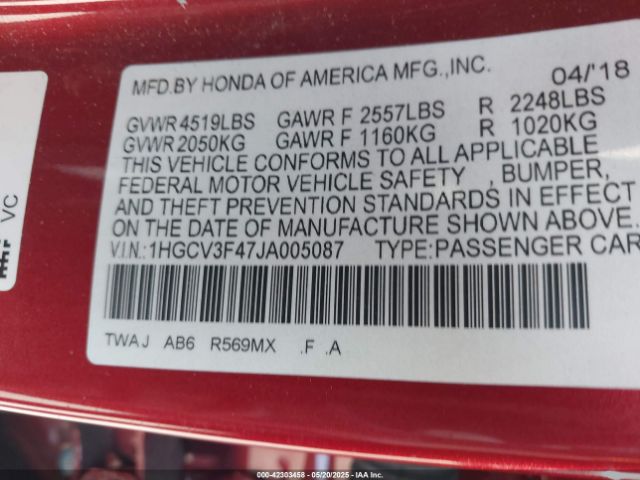 MFD.BY HONDA OF AMERICA MFG.,INC. 04/'18
GVWR 4519LBS GAWR F 2557LBS R 2248LBS
GVWR 2050KG GAWR F 1160KG R 1020KG
THIS VEHICLE CONFORMS TO ALL APPLICABLE
FEDERAL MOTOR VEHICLE SAFETY , BUMPER,
AND THEFT PREVENTION STANDARDS IN EFFECT
ON THE DATE OF MANUFACTURE SHOWN ABOVE.
V.I.N.:1HGCV3F47JA005087 TYPE:PASSENGER CAR
TWAJ AB6 R569MX .F .A
VC
000-42303458 - 05/20/2025 - IAA Inc.